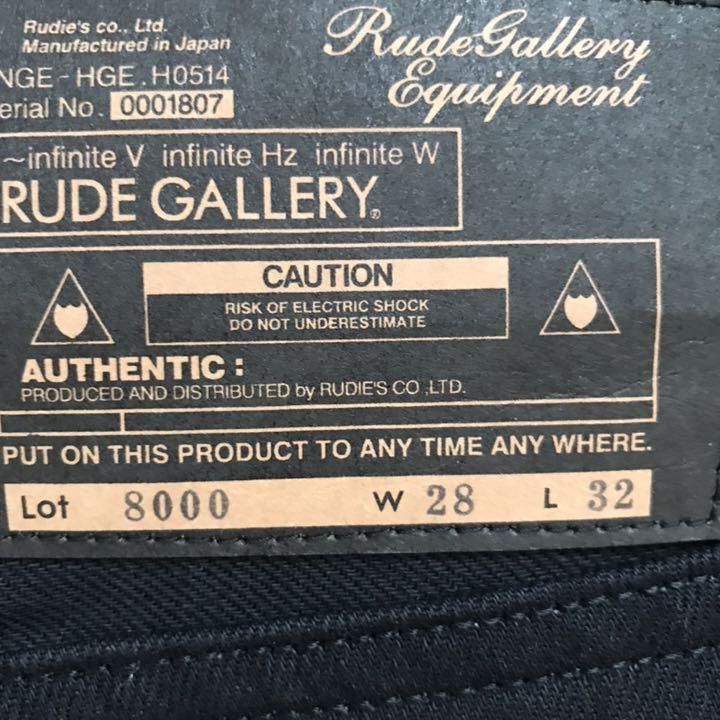 Rudie's co., Ltd.
Manufactured in Japan
RudeGallery
Equipment
NGE-HGE.H0514
erial No. 0001807
~infinite V infinite Hz infinite W
RUDE GALLERY®
CAUTION
RISK OF ELECTRIC SHOCK
DO NOT UNDERESTIMATE
AUTHENTIC :
PRODUCED AND DISTRIBUTED by RUDIE'S CO .,LTD.
PUT ON THIS PRODUCT TO ANY TIME ANY WHERE.
Lot 8000 W 28 L 32